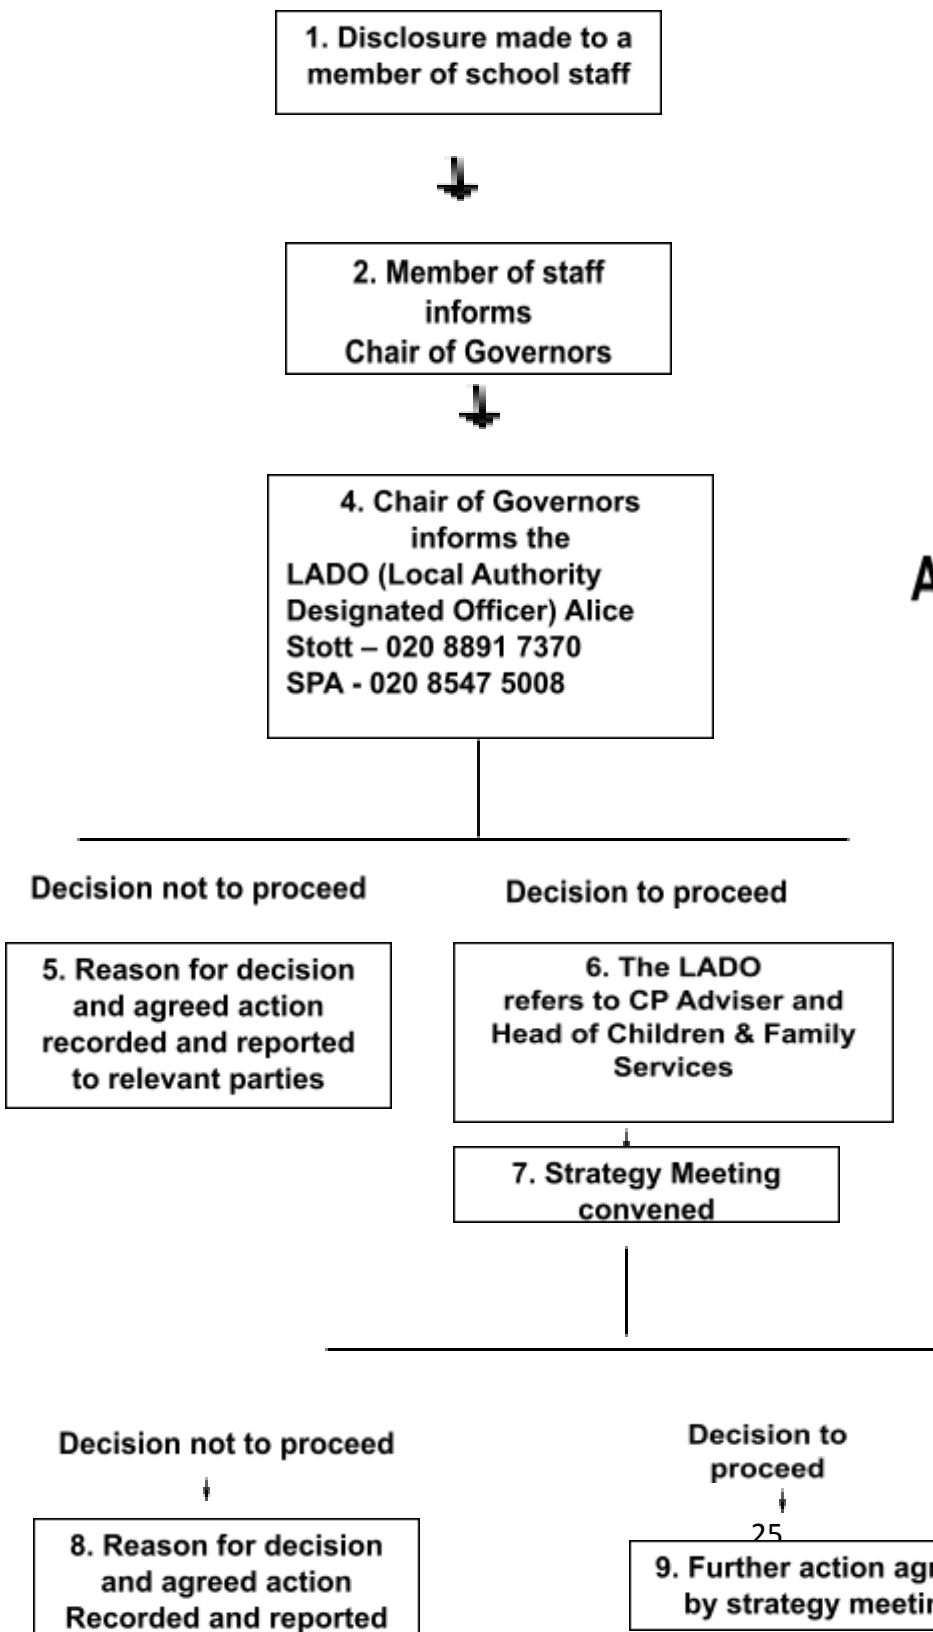 1. Disclosure made to a
member of school staff
2. Member of staff
informs
Chair of Governors
4. Chair of Governors
informs the
LADO (Local Authority
Designated Officer) Alice
Stott – 020 8891 7370
SPA - 020 8547 5008
A
Decision not to proceed
Decision to proceed
5. Reason for decision
and agreed action
recorded and reported
to relevant parties
6. The LADO
refers to CP Adviser and
Head of Children & Family
Services
7. Strategy Meeting
convened
Decision not to proceed
Decision to
proceed
8. Reason for decision
and agreed action
Recorded and reported
25
9. Further action agr
by strategy meetin